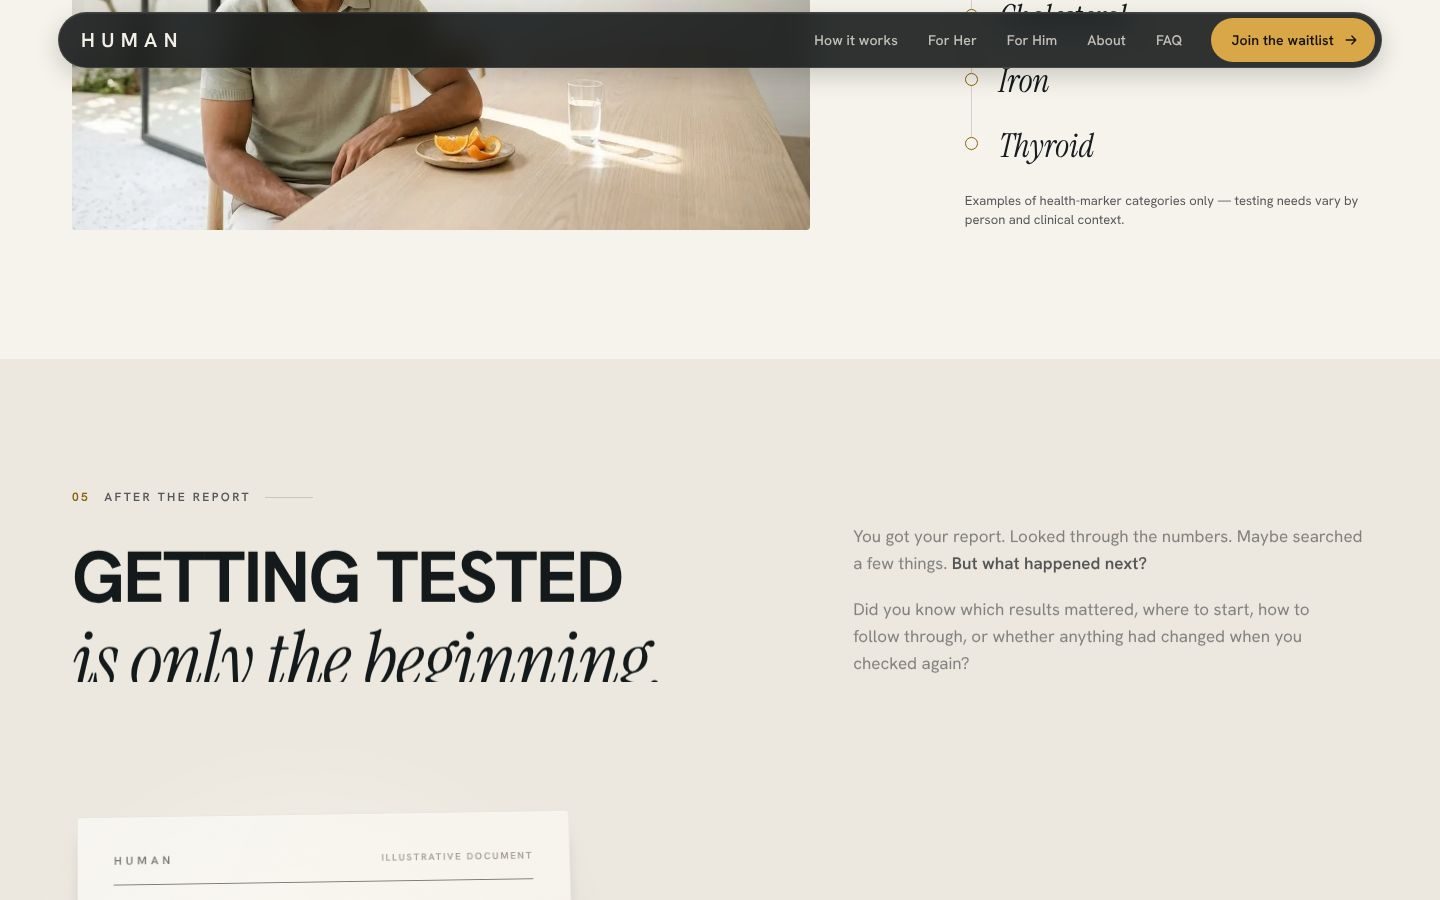 HUMAN
How it works
For Her
For Him
About
FAQ
Join the waitlist
Cholesterol
Iron
Thyroid
Examples of health-marker categories only — testing needs vary by
person and clinical context.
05 AFTER THE REPORT
GETTING TESTED
is only the beginning.
You got your report. Looked through the numbers. Maybe searched
a few things. But what happened next?
Did you know which results mattered, where to start, how to
follow through, or whether anything had changed when you
checked again?
HUMAN
ILLUSTRATIVE DOCUMENT